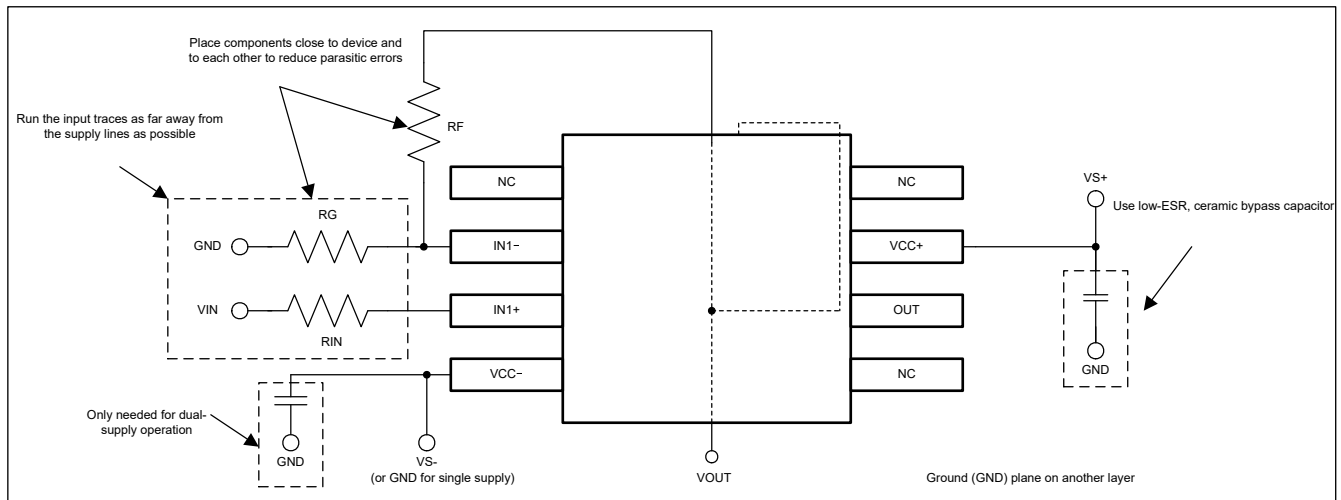 Place components close to device and
to each other to reduce parasitic errors
Run the input traces as far away from
the supply lines as possible
RF
NC
NC
VS+
Use low-ESR, ceramic bypass capacitor
RG
GND
IN1−
VCC+
VIN
IN1+
OUT
RIN
VCC−
NC
GND
Only needed for dual-
supply operation
GND
VS-
(or GND for single supply)
VOUT
Ground (GND) plane on another layer